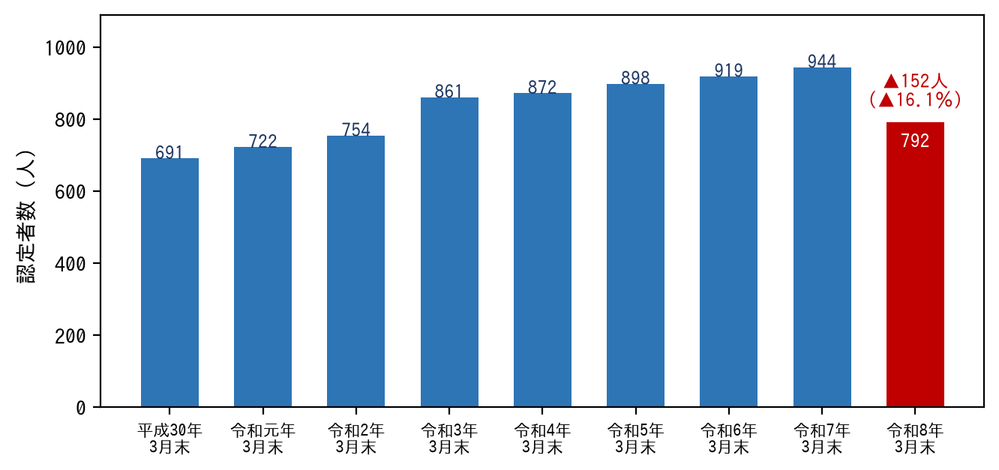 認定者数 (人)
1000
800
600
400
200
0
691
722
754
861
872
898
919
944
▲152人
(▲16.1%)
792
平成30年
3月末
令和元年
3月末
令和2年
3月末
令和3年
3月末
令和4年
3月末
令和5年
3月末
令和6年
3月末
令和7年
3月末
令和8年
3月末